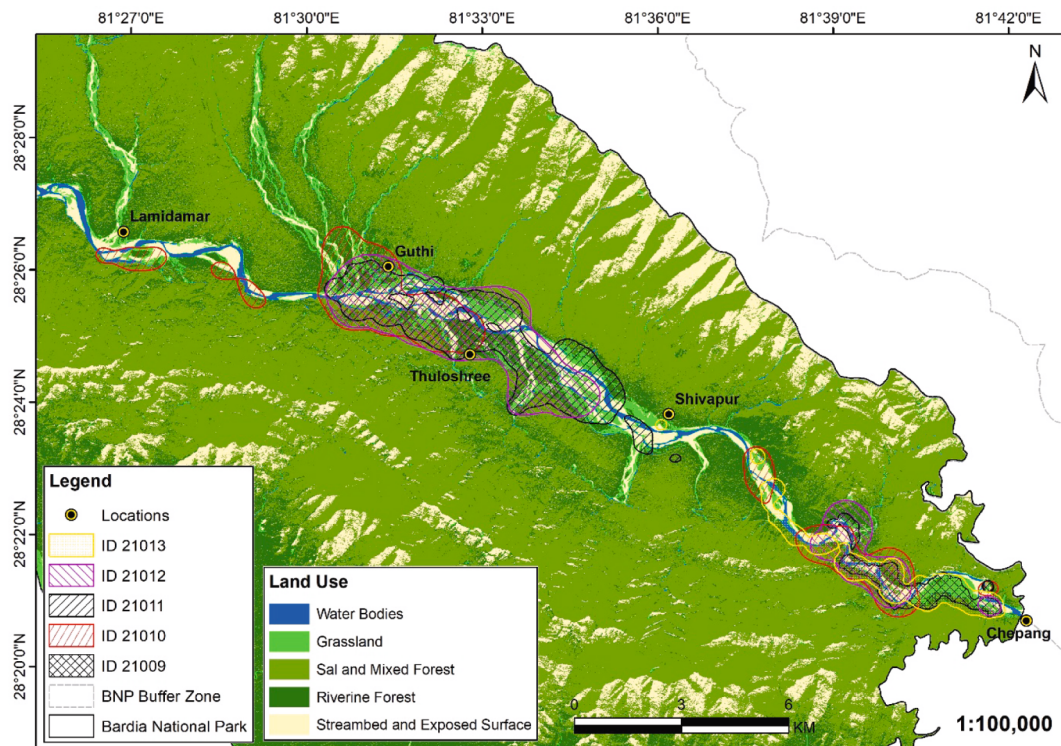 81°27'0"E 81°30'0"E 81°33'0"E 81°36'0"E 81°39'0"E 81°42'0"E
N
28°28'0"N
28°26'0"N
28°24'0"N
28°22'0"N
28°20'0"N
Lamidamar
Guthi
Thuloshree
Shivapur
Chepang
Legend
Locations
ID 21013
ID 21012
ID 21011
ID 21010
ID 21009
BNP Buffer Zone
Bardia National Park
Land Use
Water Bodies
Grassland
Sal and Mixed Forest
Riverine Forest
Streambed and Exposed Surface
0 3 6
KM
1:100,000